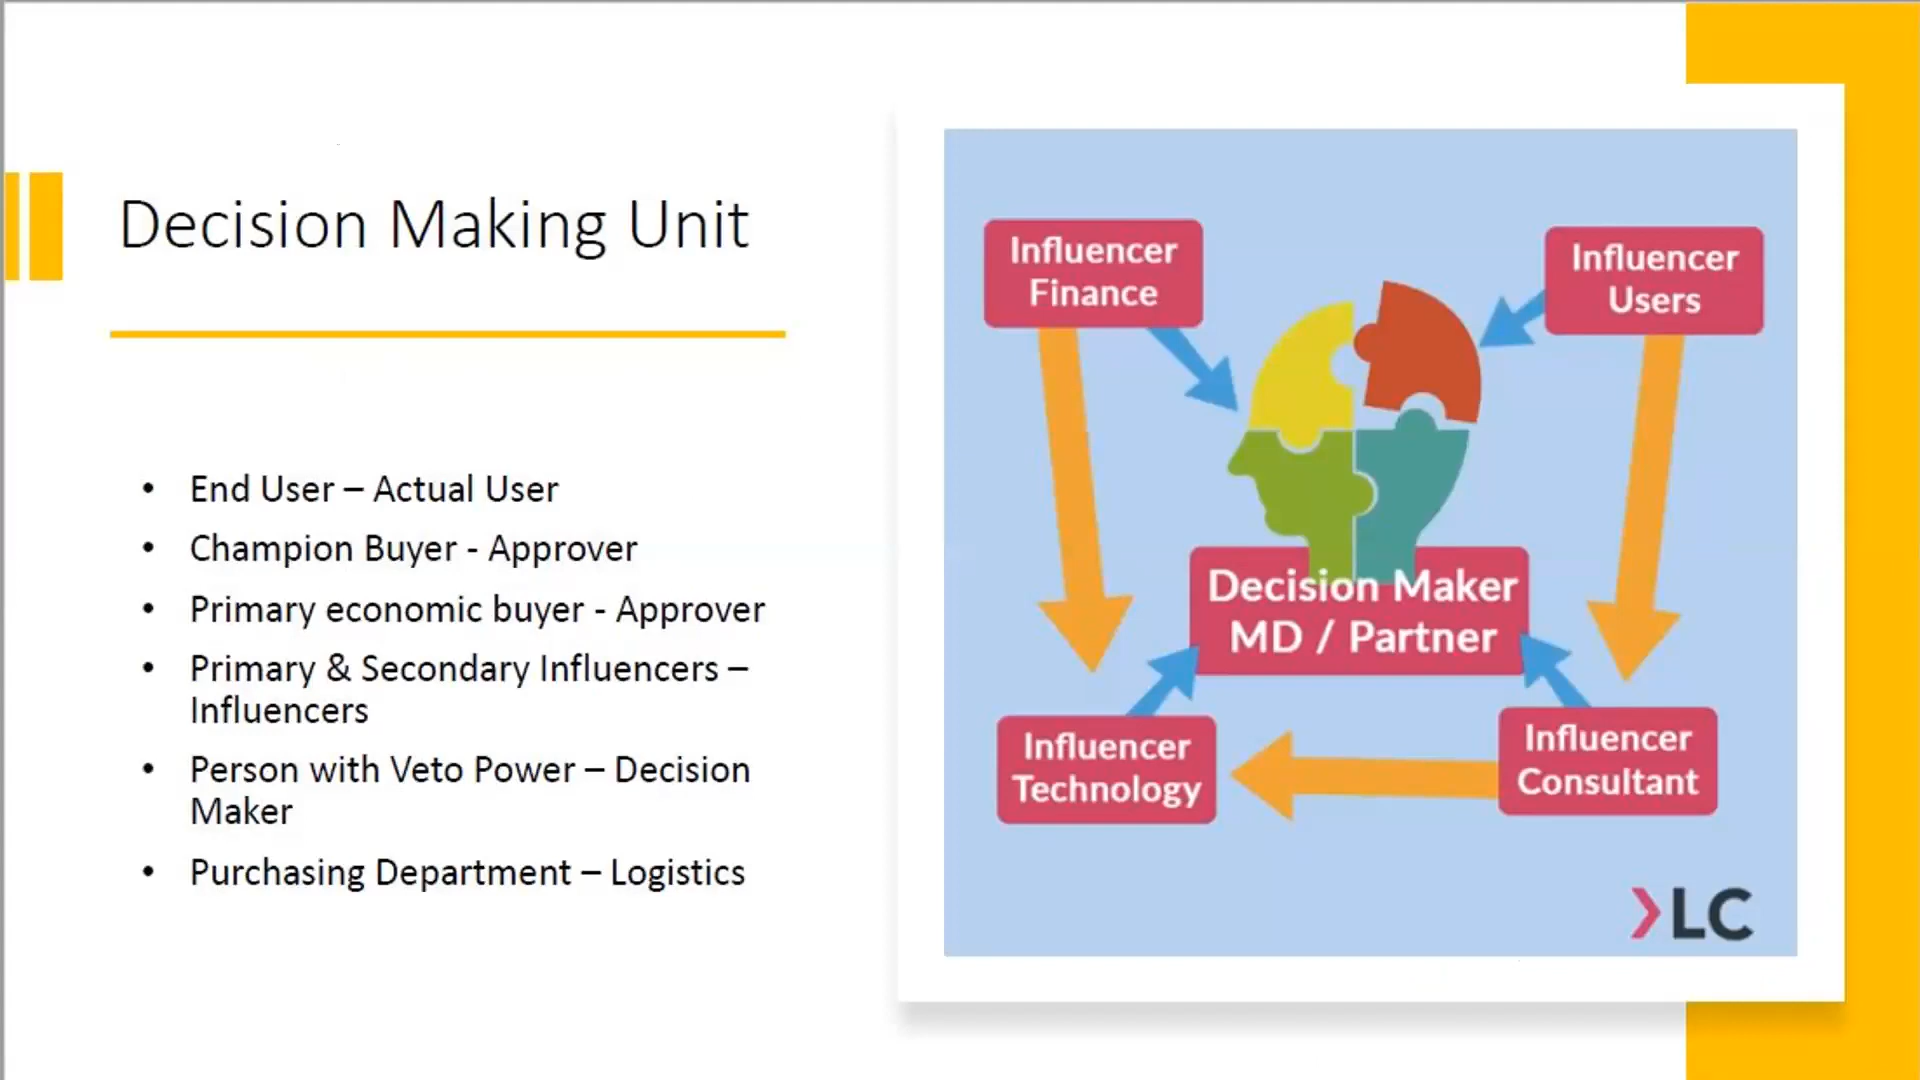 Decision Making Unit
• End User – Actual User
• Champion Buyer - Approver
• Primary economic buyer - Approver
• Primary & Secondary Influencers –
Influencers
• Person with Veto Power – Decision
Maker
• Purchasing Department – Logistics
Influencer
Finance
Influencer
Users
Decision Maker
MD / Partner
Influencer
Technology
Influencer
Consultant
LC